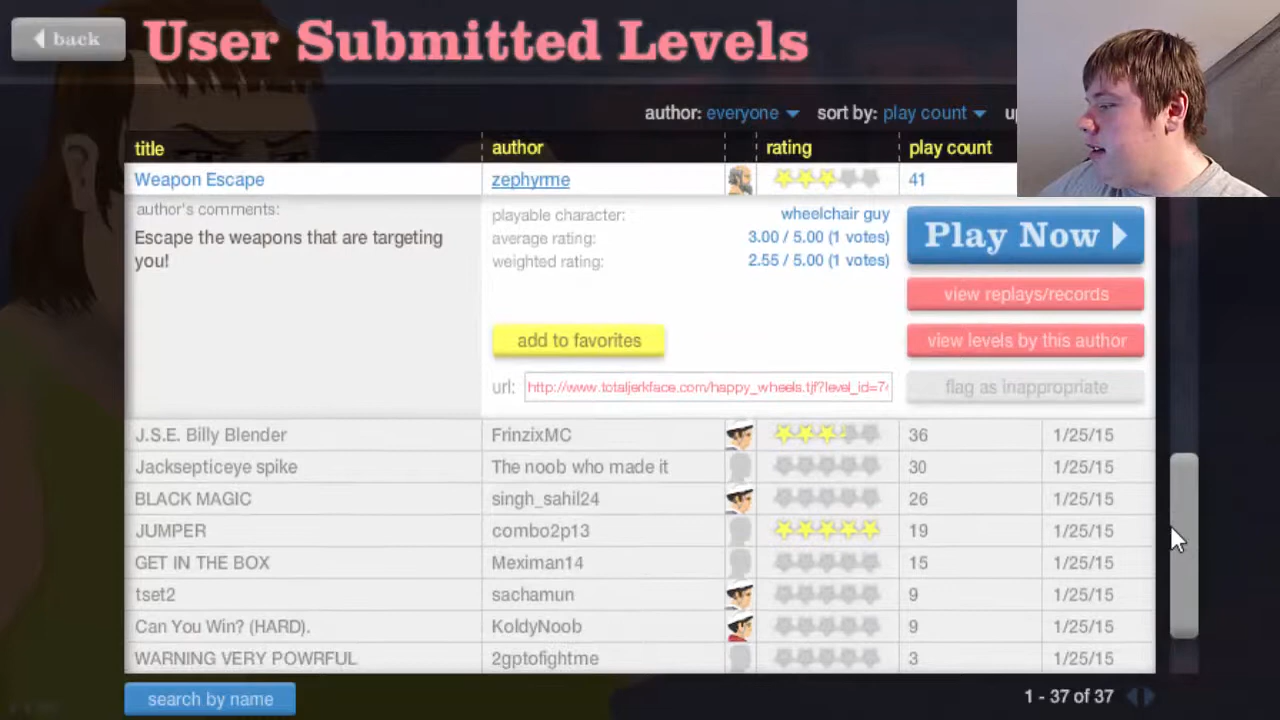 back
User Submitted Levels
author: everyone sort by: play count up
title author rating play count
Weapon Escape zephyrme 41
author's comments:
Escape the weapons that are targeting
you!
playable character: wheelchair guy
average rating: 3.00 / 5.00 (1 votes)
weighted rating: 2.55 / 5.00 (1 votes)
Play Now
view replays/records
add to favorites
view levels by this author
url: http://www.totaljerkface.com/happy_wheels.tjf?level_id=7
flag as inappropriate
J.S.E. Billy Blender FrinzixMC 36 1/25/15
Jacksepticeye spike The noob who made it 30 1/25/15
BLACK MAGIC singh_sahil24 26 1/25/15
JUMPER combo2p13 19 1/25/15
GET IN THE BOX Meximan14 15 1/25/15
tset2 sachamun 9 1/25/15
Can You Win? (HARD). KoldyNoob 9 1/25/15
WARNING VERY POWRFUL 2gptofightme 3 1/25/15
search by name
1 - 37 of 37